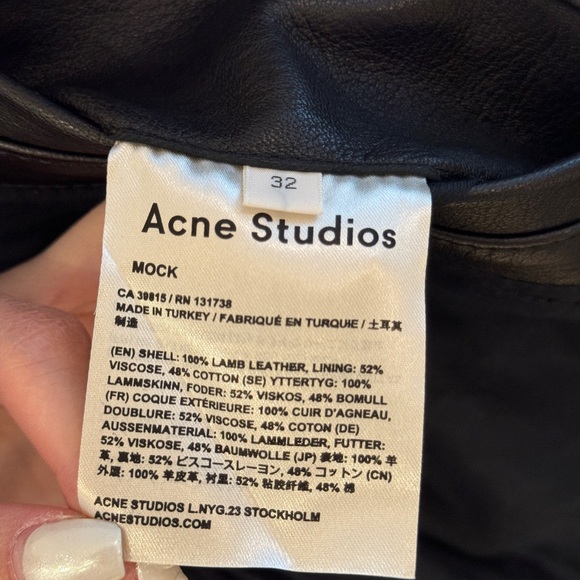 32
Acne Studios
MOCK
CA 39815 / RN 131738
MADE IN TURKEY / FABRIQUÉ EN TURQUIE / 土耳其
制造
(EN) SHELL: 100% LAMB LEATHER, LINING: 52%
VISCOSE, 48% COTTON (SE) YTTERTYG: 100%
LAMMSKINN, FODER: 52% VISKOS, 48% BOMULL
(FR) COQUE EXTÉRIEURE: 100% CUIR D'AGNEAU,
DOUBLURE: 52% VISCOSE, 48% COTON (DE)
AUSSENMATERIAL: 100% LAMMLEDER, FUTTER:
52% VISKOSE, 48% BAUMWOLLE (JP) 表地: 100% 羊
革, 裏地: 52% ビスコースレーヨン, 48% コットン (CN)
外层: 100% 羊皮革, 衬里: 52% 粘胶纤维, 48% 棉
ACNE STUDIOS L.NYG.23 STOCKHOLM
ACNESTUDIOS.COM